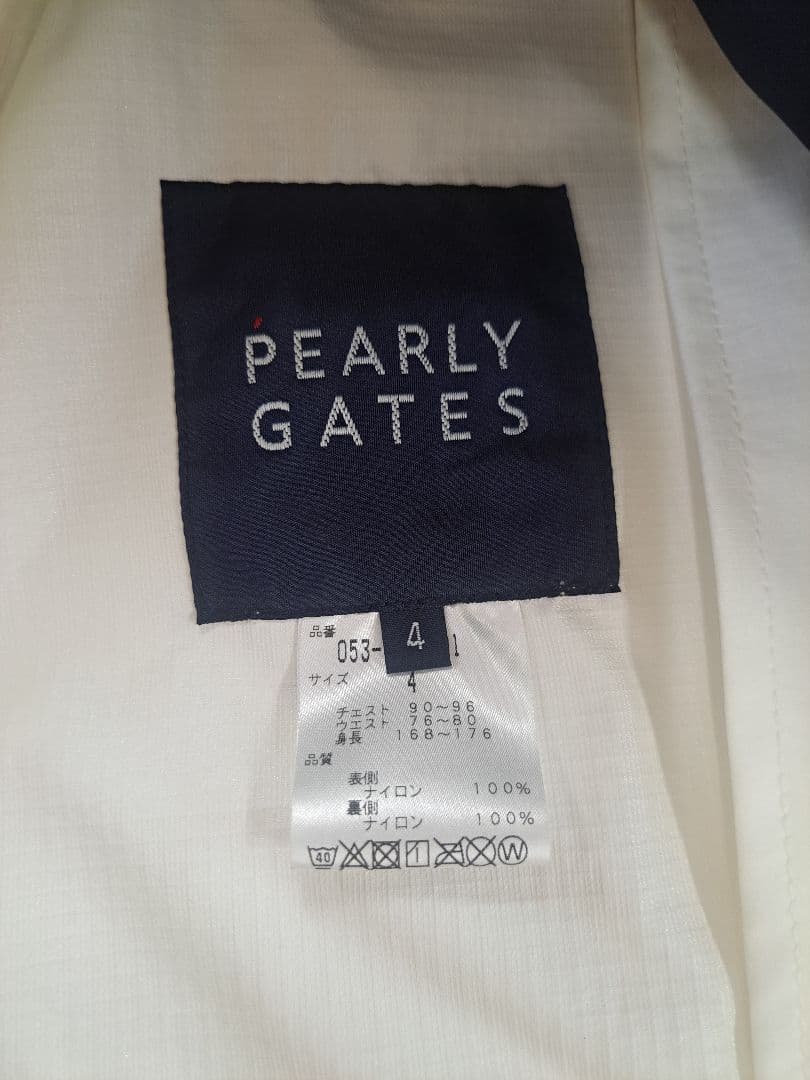 PEARLY
GATES
4
品番
053-
1
サイズ 4
チェスト 90～96
ウエスト 76～80
身長 168～176
品質
表側
ナイロン 100%
裏側
ナイロン 100%
40 W